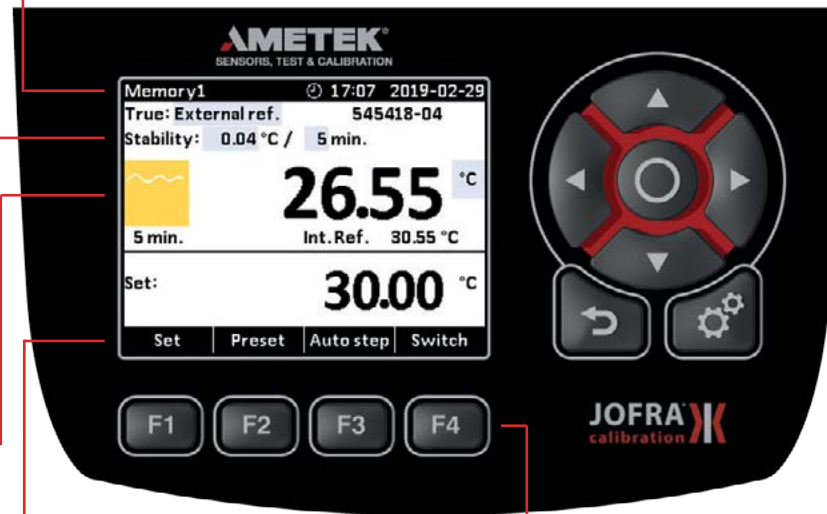 AMETEK®
SENSORS, TEST & CALIBRATION
Memory1 17:07 2019-02-29
True: External ref. 545418-04
Stability: 0.04 °C / 5 min.
26.55 °C
5 min. Int.Ref. 30.55 °C
Set: 30.00 °C
Set Preset Auto step Switch
F1 F2 F3 F4
JOFRA
calibration